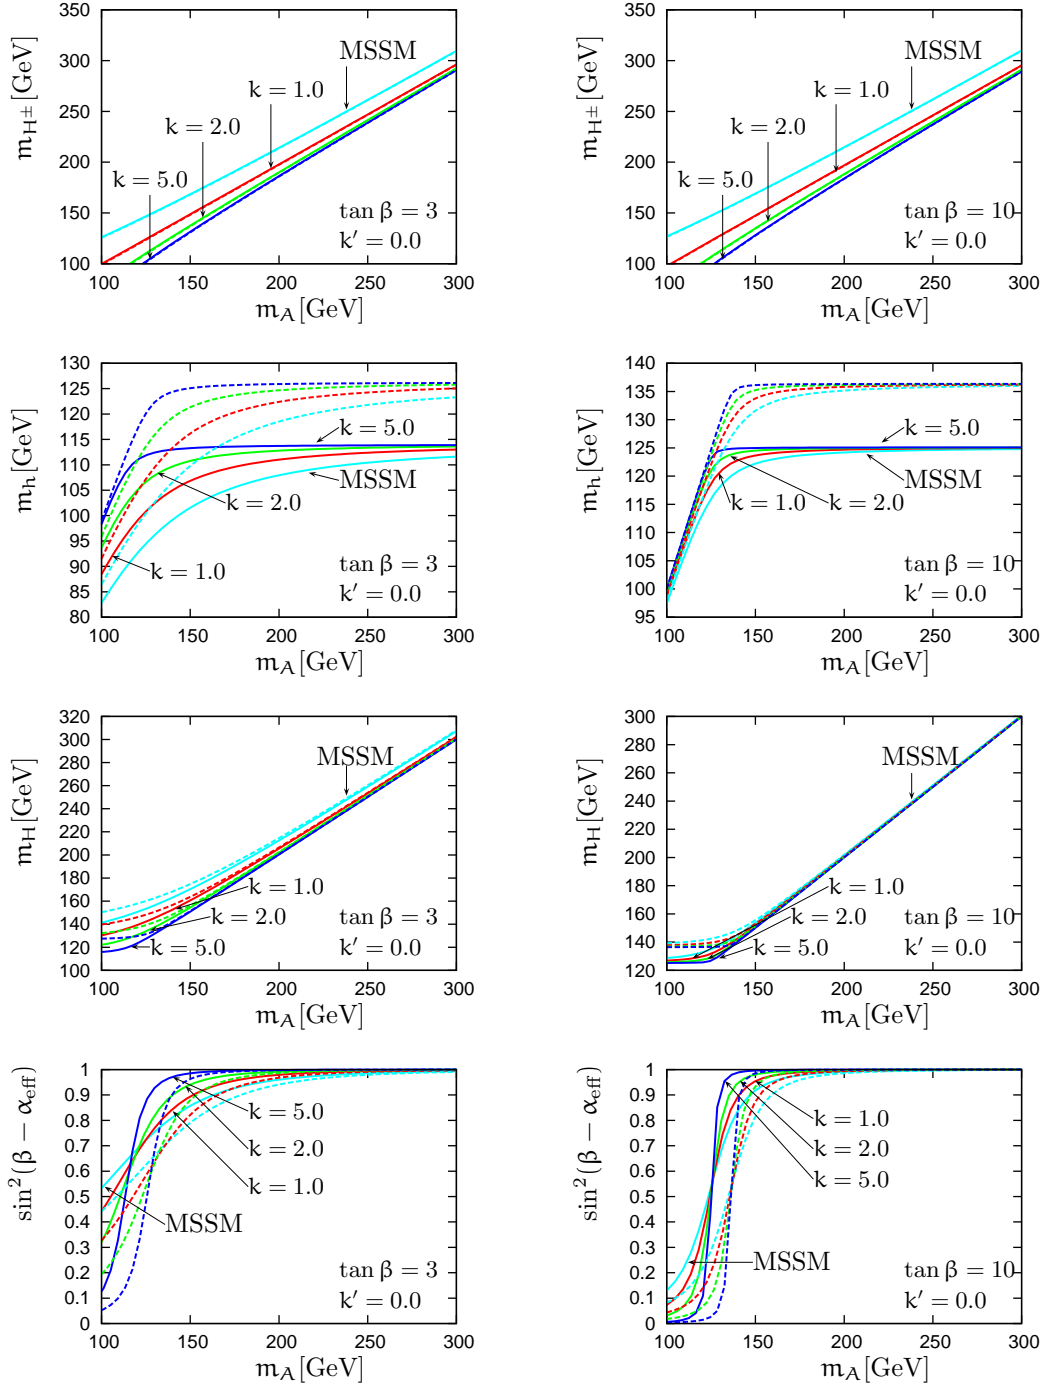 m_H± [GeV]
350
300
250
200
150
100
MSSM
k = 1.0
k = 2.0
k = 5.0
tan β = 3
k′ = 0.0
100 150 200 250 300
m_A [GeV]
m_H± [GeV]
350
300
250
200
150
100
MSSM
k = 1.0
k = 2.0
k = 5.0
tan β = 10
k′ = 0.0
100 150 200 250 300
m_A [GeV]
m_h [GeV]
130
125
120
115
110
105
100
95
90
85
80
k = 5.0
MSSM
k = 2.0
k = 1.0
tan β = 3
k′ = 0.0
100 150 200 250 300
m_A [GeV]
m_h [GeV]
140
135
130
125
120
115
110
105
100
95
k = 5.0
MSSM
k = 2.0
k = 1.0
tan β = 10
k′ = 0.0
100 150 200 250 300
m_A [GeV]
m_H [GeV]
320
300
280
260
240
220
200
180
160
140
120
100
MSSM
k = 1.0
k = 2.0
k = 5.0
tan β = 3
k′ = 0.0
100 150 200 250 300
m_A [GeV]
m_H [GeV]
300
280
260
240
220
200
180
160
140
120
MSSM
k = 1.0
k = 2.0
k = 5.0
tan β = 10
k′ = 0.0
100 150 200 250 300
m_A [GeV]
sin²(β − α_eff)
1
0.9
0.8
0.7
0.6
0.5
0.4
0.3
0.2
0.1
0
k = 5.0
k = 2.0
k = 1.0
MSSM
tan β = 3
k′ = 0.0
100 150 200 250 300
m_A [GeV]
sin²(β − α_eff)
1
0.9
0.8
0.7
0.6
0.5
0.4
0.3
0.2
0.1
0
k = 1.0
k = 2.0
k = 5.0
MSSM
tan β = 10
k′ = 0.0
100 150 200 250 300
m_A [GeV]